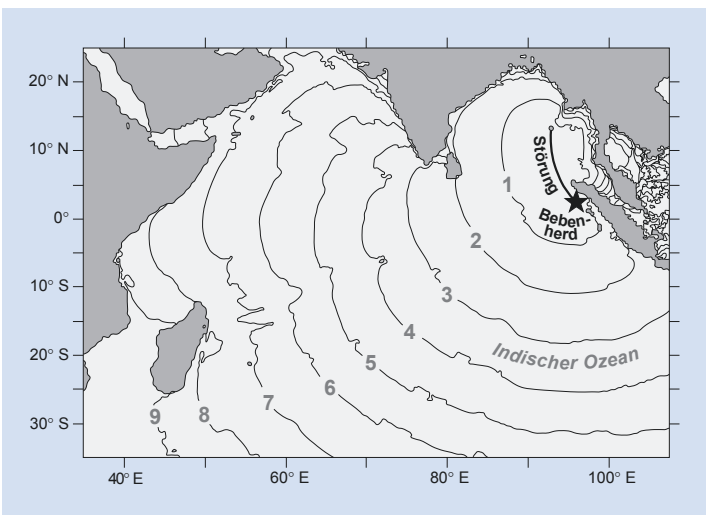 20° N
10° N
0°
10° S
20° S
30° S
Störung
Beben-
herd
1
2
3
4
5
6
7
8
9
Indischer Ozean
40° E
60° E
80° E
100° E